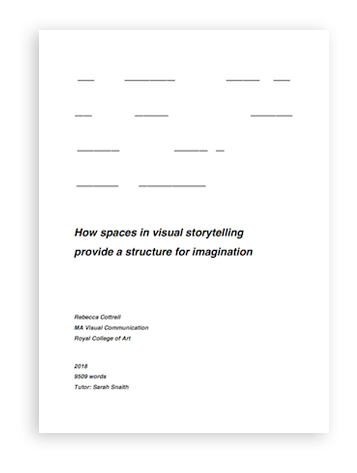 How spaces in visual storytelling
provide a structure for imagination
Rebecca Cottrell
MA Visual Communication
Royal College of Art
2018
9509 words
Tutor: Sarah Snaith